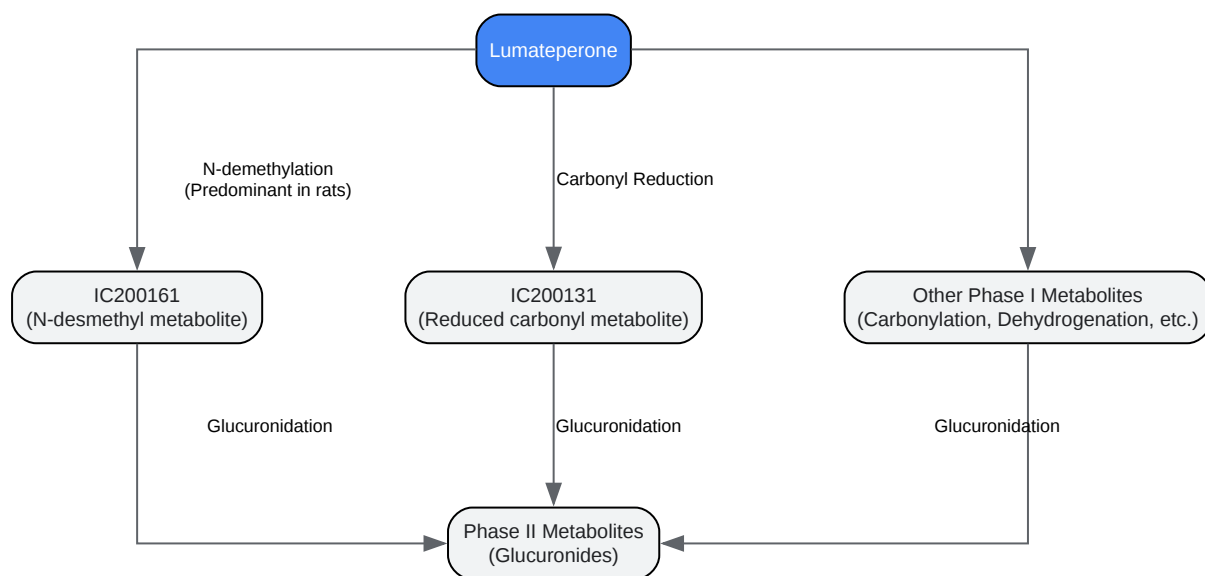 Lumateperone
N-demethylation
(Predominant in rats)
Carbonyl Reduction
IC200161
(N-desmethyl metabolite)
IC200131
(Reduced carbonyl metabolite)
Other Phase I Metabolites
(Carbonylation, Dehydrogenation, etc.)
Glucuronidation
Glucuronidation
Glucuronidation
Phase II Metabolites
(Glucuronides)